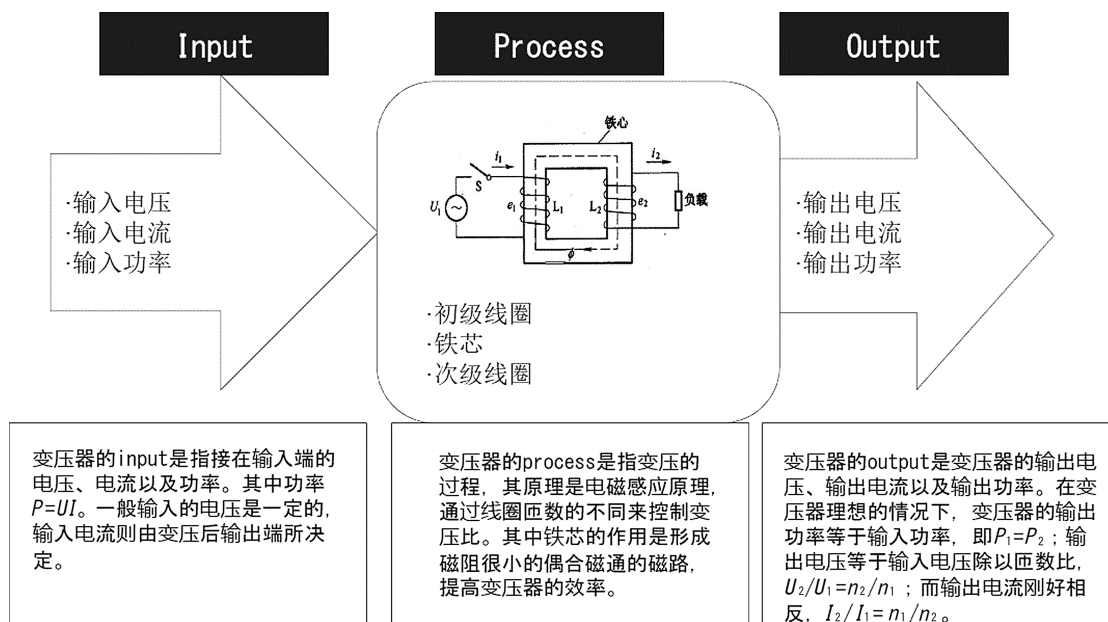 Input
Process
Output
·输入电压
·输入电流
·输入功率
铁心
i₁
i₂
S
U₁
e₁
L₁
L₂
e₂
负载
ϕ
·初级线圈
·铁芯
·次级线圈
·输出电压
·输出电流
·输出功率
变压器的input是指接在输入端的
电压、电流以及功率。其中功率
P=UI。一般输入的电压是一定的，
输入电流则由变压后输出端所决
定。
变压器的process是指变压的
过程，其原理是电磁感应原理，
通过线圈匝数的不同来控制变
压比。其中铁芯的作用是形成
磁阻很小的偶合磁通的磁路，
提高变压器的效率。
变压器的output是变压器的输出电
压、输出电流以及输出功率。在变
压器理想的情况下，变压器的输出
功率等于输入功率，即P₁=P₂；输
出电压等于输入电压除以匝数比，
U₂/U₁=n₂/n₁；而输出电流刚好相
反，I₂/I₁=n₁/n₂。